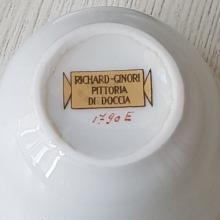 RICHARD-GINORI
PITTORIA
DI DOCCIA
1790 E